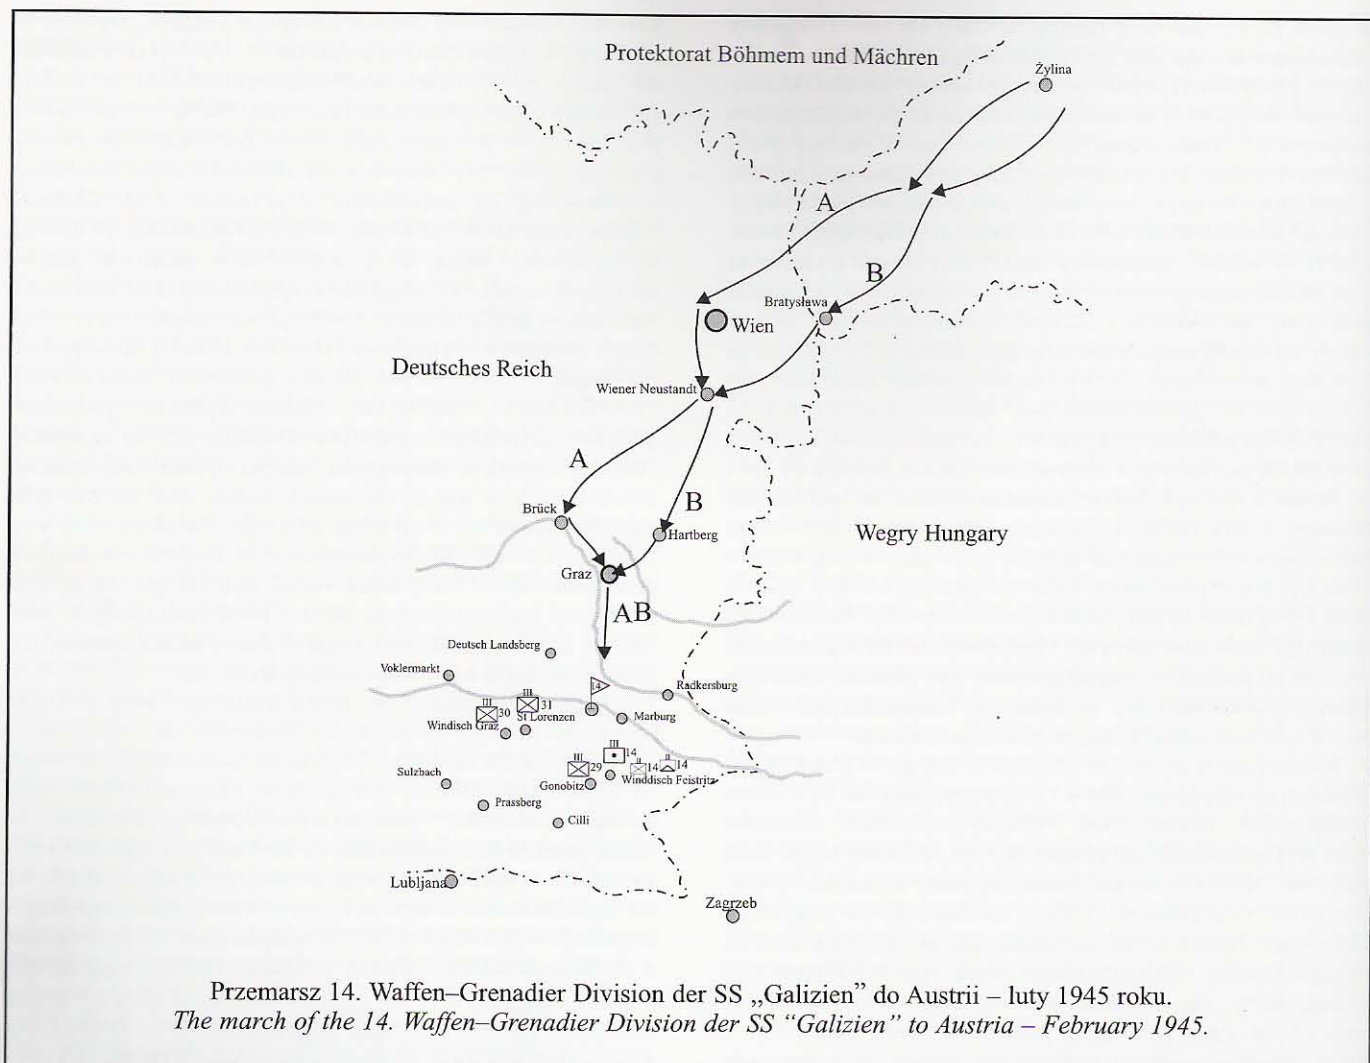 Protektorat Böhmem und Mächren
Żylina
A
B
Bratysława
Wien
Deutsches Reich
Wiener Neustandt
A
B
Brück
Hartberg
Wegry Hungary
Graz
AB
Deutsch Landsberg
Voklermarkt
14
Radkersburg
III
30
III
31
St Lorenzen
Marburg
Windisch Graz
III
14
III
29
II
14
II
14
Winddisch Feistritz
Sulzbach
Gonobitz
Prassberg
Cilli
Lubljana
Zagrzeb
Przemarsz 14. Waffen–Grenadier Division der SS „Galizien” do Austrii – luty 1945 roku.
The march of the 14. Waffen–Grenadier Division der SS “Galizien” to Austria – February 1945.